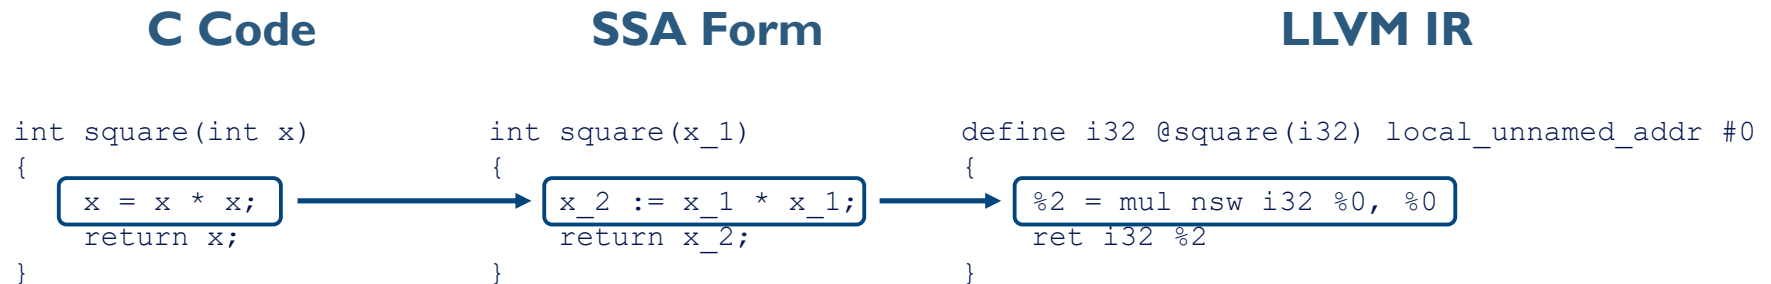 C Code
SSA Form
LLVM IR
int square(int x)
{
x = x * x;
return x;
}
int square(x_1)
{
x_2 := x_1 * x_1;
return x_2;
}
define i32 @square(i32) local_unnamed_addr #0
{
%2 = mul nsw i32 %0, %0
ret i32 %2
}